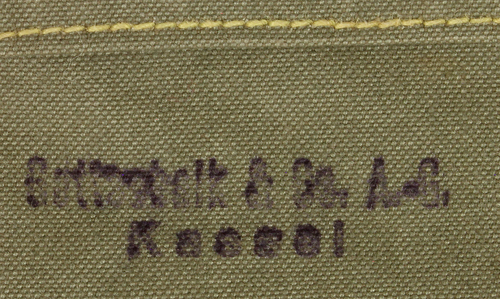 Gottschalk & Co. A.-G.
Kassel